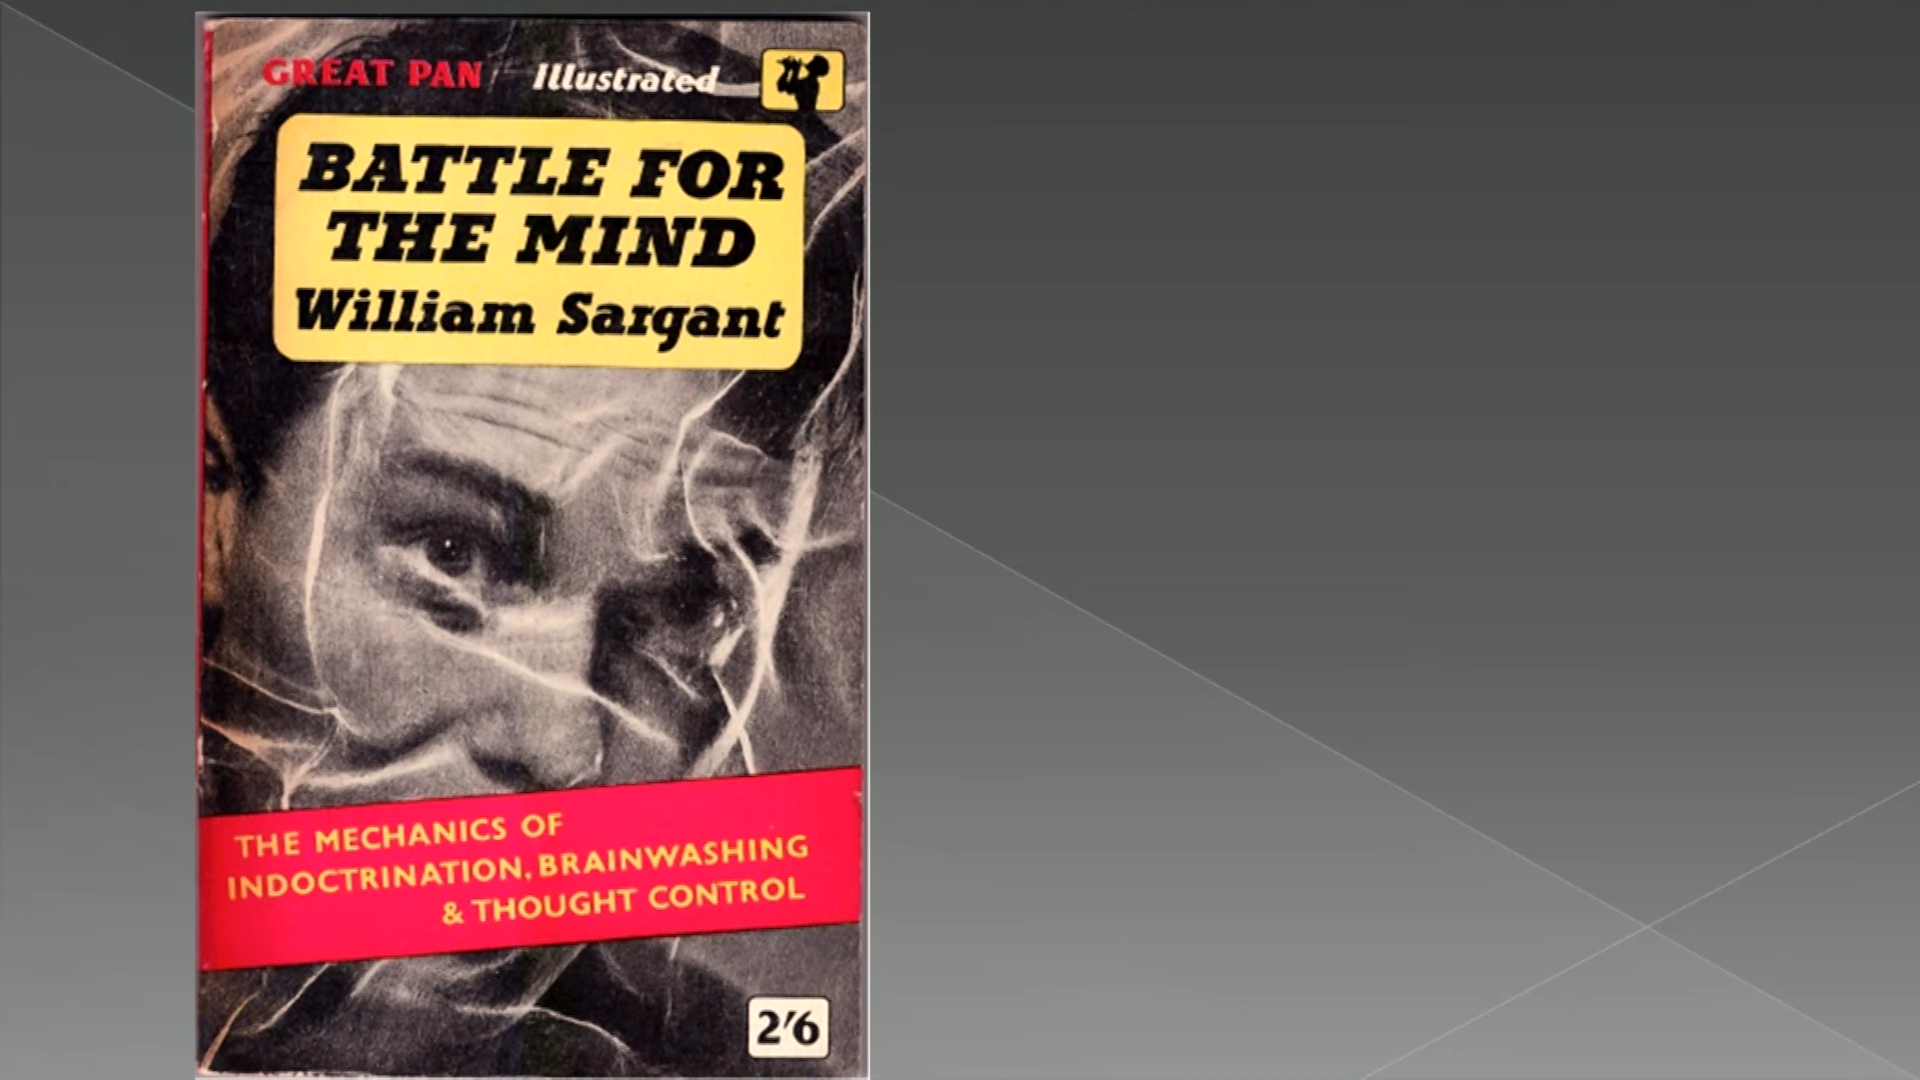 GREAT PAN Illustrated
BATTLE FOR
THE MIND
William Sargant
THE MECHANICS OF
INDOCTRINATION, BRAINWASHING
& THOUGHT CONTROL
2'6